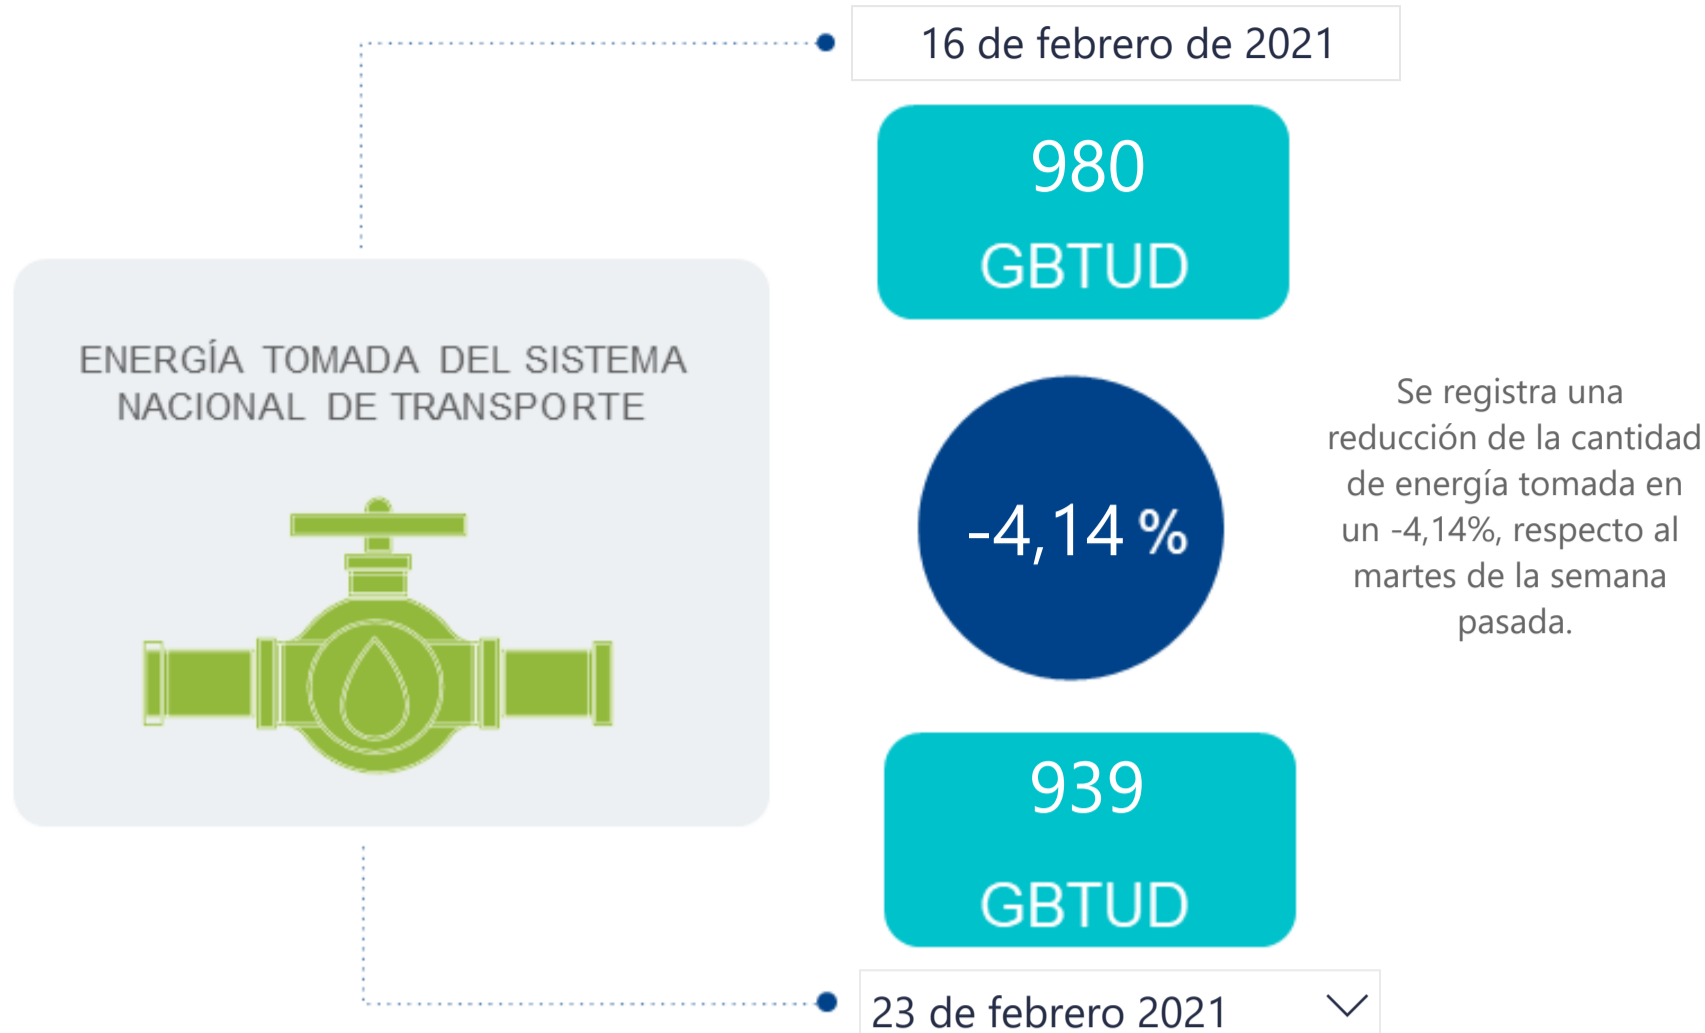 16 de febrero de 2021
980
GBTUD
ENERGÍA TOMADA DEL SISTEMA
NACIONAL DE TRANSPORTE
-4,14 %
Se registra una
reducción de la cantidad
de energía tomada en
un -4,14%, respecto al
martes de la semana
pasada.
939
GBTUD
23 de febrero 2021